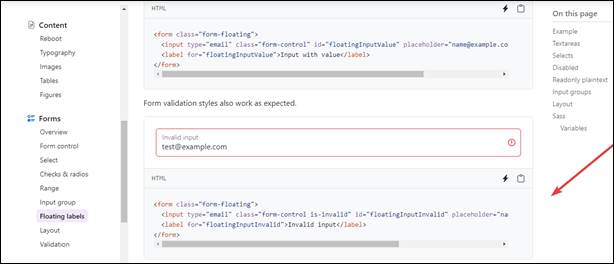 Content
Reboot
Typography
Images
Tables
Figures
Forms
Overview
Form control
Select
Checks & radios
Range
Input group
Floating labels
Layout
Validation
HTML
<form class="form-floating">
<input type="email" class="form-control" id="floatingInputValue" placeholder="name@example.co
<label for="floatingInputValue">Input with value</label>
</form>
Form validation styles also work as expected.
Invalid input
test@example.com
HTML
<form class="form-floating">
<input type="email" class="form-control is-invalid" id="floatingInputInvalid" placeholder="na
<label for="floatingInputInvalid">Invalid input</label>
</form>
On this page
Example
Textareas
Selects
Disabled
Readonly plaintext
Input groups
Layout
Sass
Variables